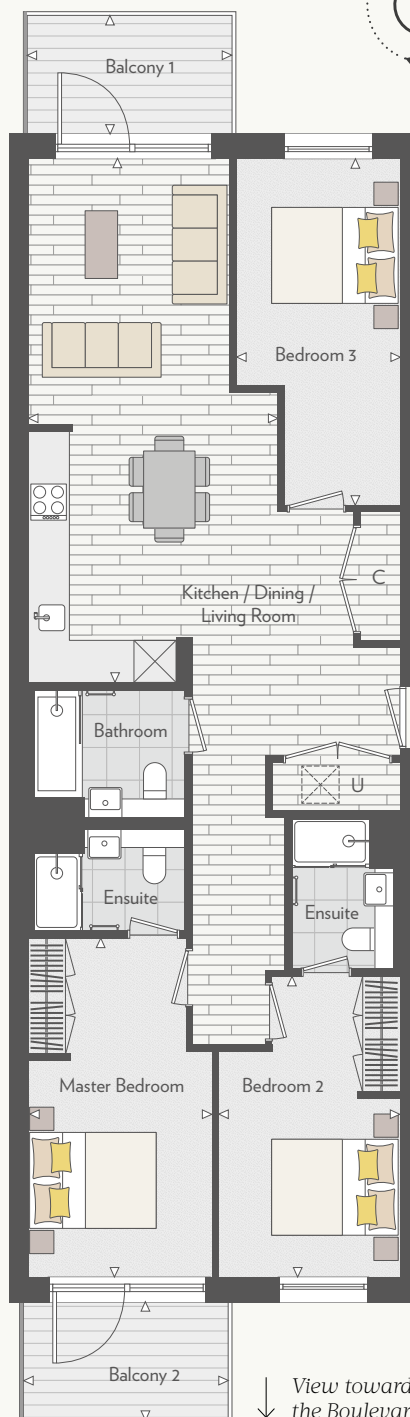 Balcony 1
Bedroom 3
C
Kitchen / Dining /
Living Room
Bathroom
U
Ensuite
Ensuite
Master Bedroom
Bedroom 2
Balcony 2
View toward
the Boulevar